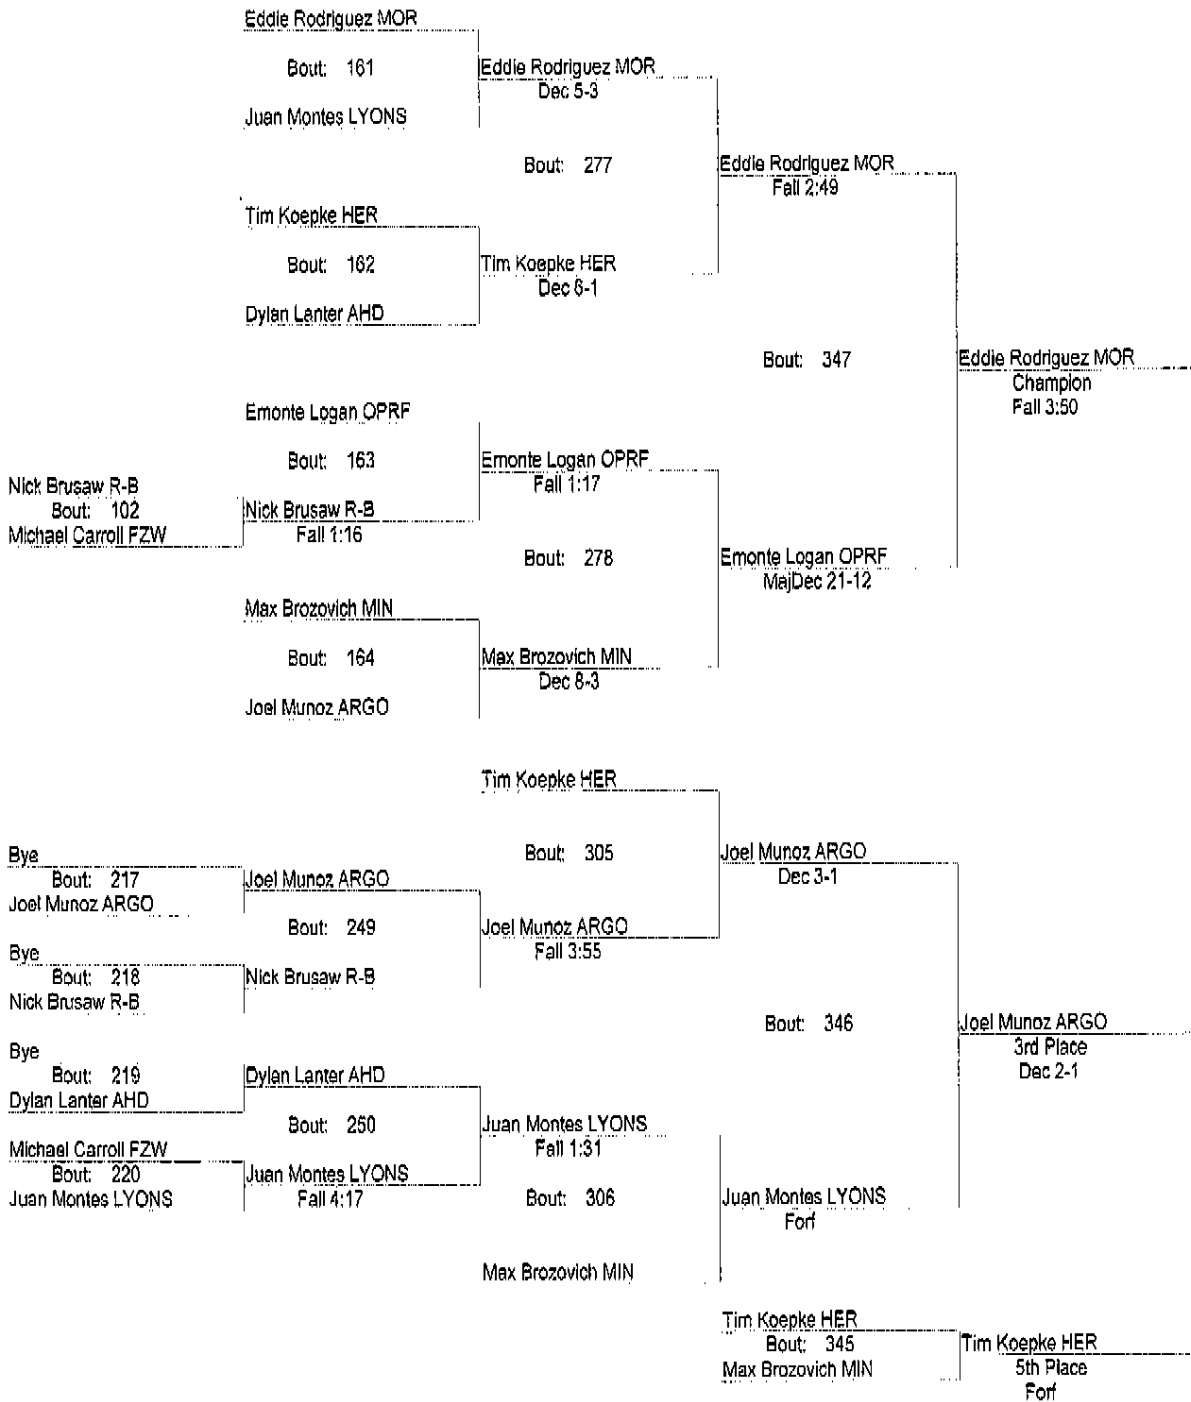 Eddie Rodriguez MOR
Bout: 161
Eddie Rodriguez MOR
Dec 5-3
Juan Montes LYONS
Bout: 277
Eddie Rodriguez MOR
Fall 2:49
Tim Koepke HER
Bout: 162
Tim Koepke HER
Dec 6-1
Dylan Lanter AHD
Bout: 347
Eddie Rodriguez MOR
Champion
Fall 3:50
Emonte Logan OPRF
Bout: 163
Emonte Logan OPRF
Fall 1:17
Nick Brusaw R-B
Bout: 102
Michael Carroll FZW
Nick Brusaw R-B
Fall 1:16
Bout: 278
Emonte Logan OPRF
MajDec 21-12
Max Brozovich MIN
Bout: 164
Max Brozovich MIN
Dec 8-3
Joel Munoz ARGO
Tim Koepke HER
Bout: 305
Joel Munoz ARGO
Dec 3-1
Bye
Bout: 217
Joel Munoz ARGO
Joel Munoz ARGO
Bout: 249
Joel Munoz ARGO
Fall 3:55
Bye
Bout: 218
Nick Brusaw R-B
Nick Brusaw R-B
Bout: 346
Joel Munoz ARGO
3rd Place
Dec 2-1
Bye
Bout: 219
Dylan Lanter AHD
Dylan Lanter AHD
Bout: 250
Juan Montes LYONS
Fall 1:31
Michael Carroll FZW
Bout: 220
Juan Montes LYONS
Juan Montes LYONS
Fall 4:17
Bout: 306
Juan Montes LYONS
Forf
Max Brozovich MIN
Tim Koepke HER
Bout: 345
Max Brozovich MIN
Tim Koepke HER
5th Place
Forf